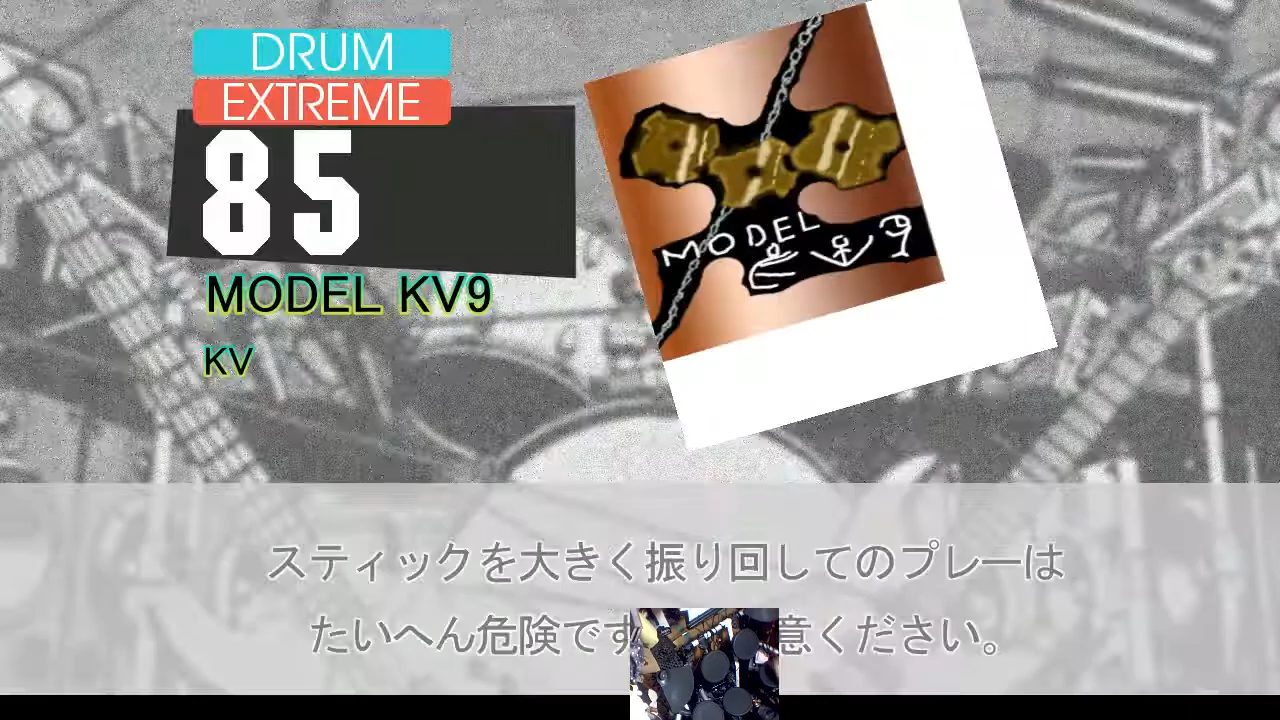 DRUM
EXTREME
85
MODEL KV9
KV
MODEL
スティックを大きく振り回してのプレーは
たいへん危険です 意ください。